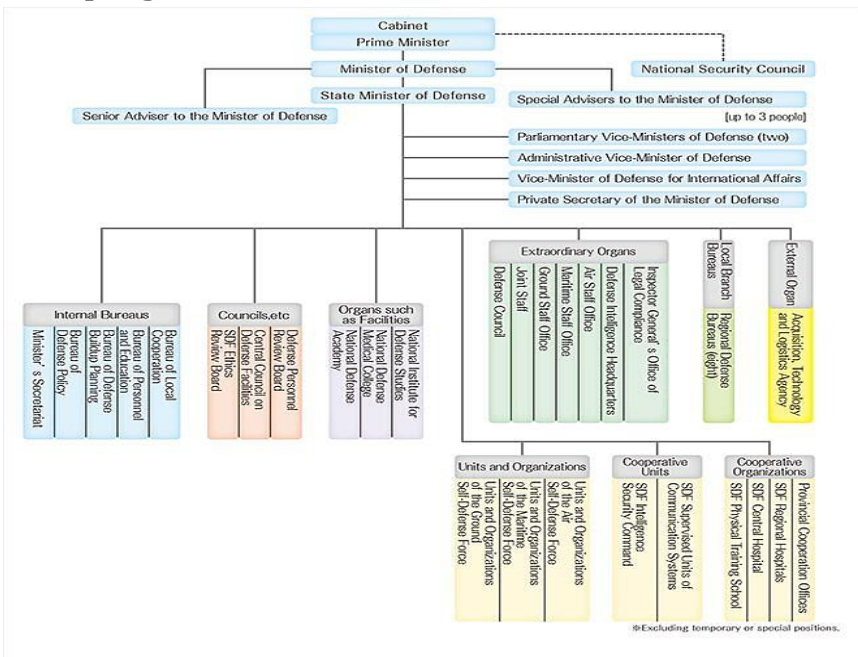 Cabinet
Prime Minister
Minister of Defense
National Security Council
State Minister of Defense
Special Advisers to the Minister of Defense
Senior Adviser to the Minister of Defense
[up to 3 people]
Parliamentary Vice-Ministers of Defense (two)
Administrative Vice-Minister of Defense
Vice-Minister of Defense for International Affairs
Private Secretary of the Minister of Defense
Internal Bureaus
Minister's Secretariat
Bureau of
Defense Policy
Bureau of Defense
Buildup Planning
Bureau of Personnel
and Education
Bureau of Local
Cooperation
Councils,etc
SDF Ethics
Review Board
Central Council on
Defense Facilities
Defense Personnel
Review Board
Organs such
as Facilities
National Defense
Academy
National Defense
Medical College
National Institute for
Defense Studies
Extraordinary Organs
Defense Council
Joint Staff
Ground Staff Office
Maritime Staff Office
Air Staff Office
Defense Intelligence Headquarters
Inspector General's Office of
Legal Compliance
Local Branch
Bureaus
Regional Defense
Bureaus (eight)
External Organ
Acquisition, Technology
and Logistics Agency
Units and Organizations
Units and Organizations
of the Ground
Self-Defense Force
Units and Organizations
of the Maritime
Self-Defense Force
Units and Organizations
of the Air
Self-Defense Force
Cooperative
Units
SDF Intelligence
Security Command
SDF Supervised Units of
Communication Systems
Cooperative
Organizations
SDF Physical Training School
SDF Central Hospital
SDF Regional Hospitals
Provincial Cooperation Offices
※Excluding temporary or special positions.